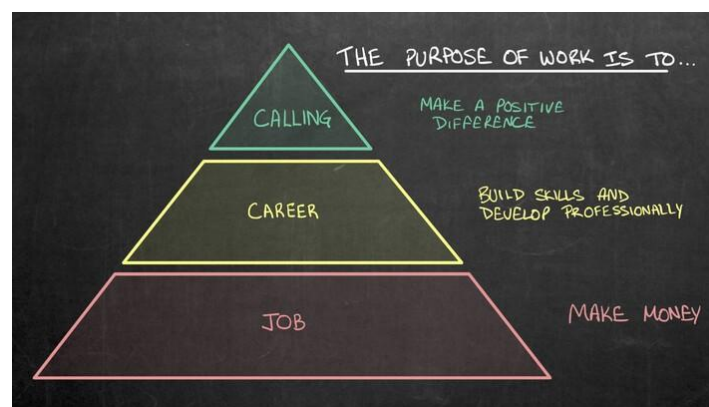 THE PURPOSE OF WORK IS TO...
CALLING
MAKE A POSITIVE
DIFFERENCE
CAREER
BUILD SKILLS AND
DEVELOP PROFESSIONALLY
JOB
MAKE MONEY